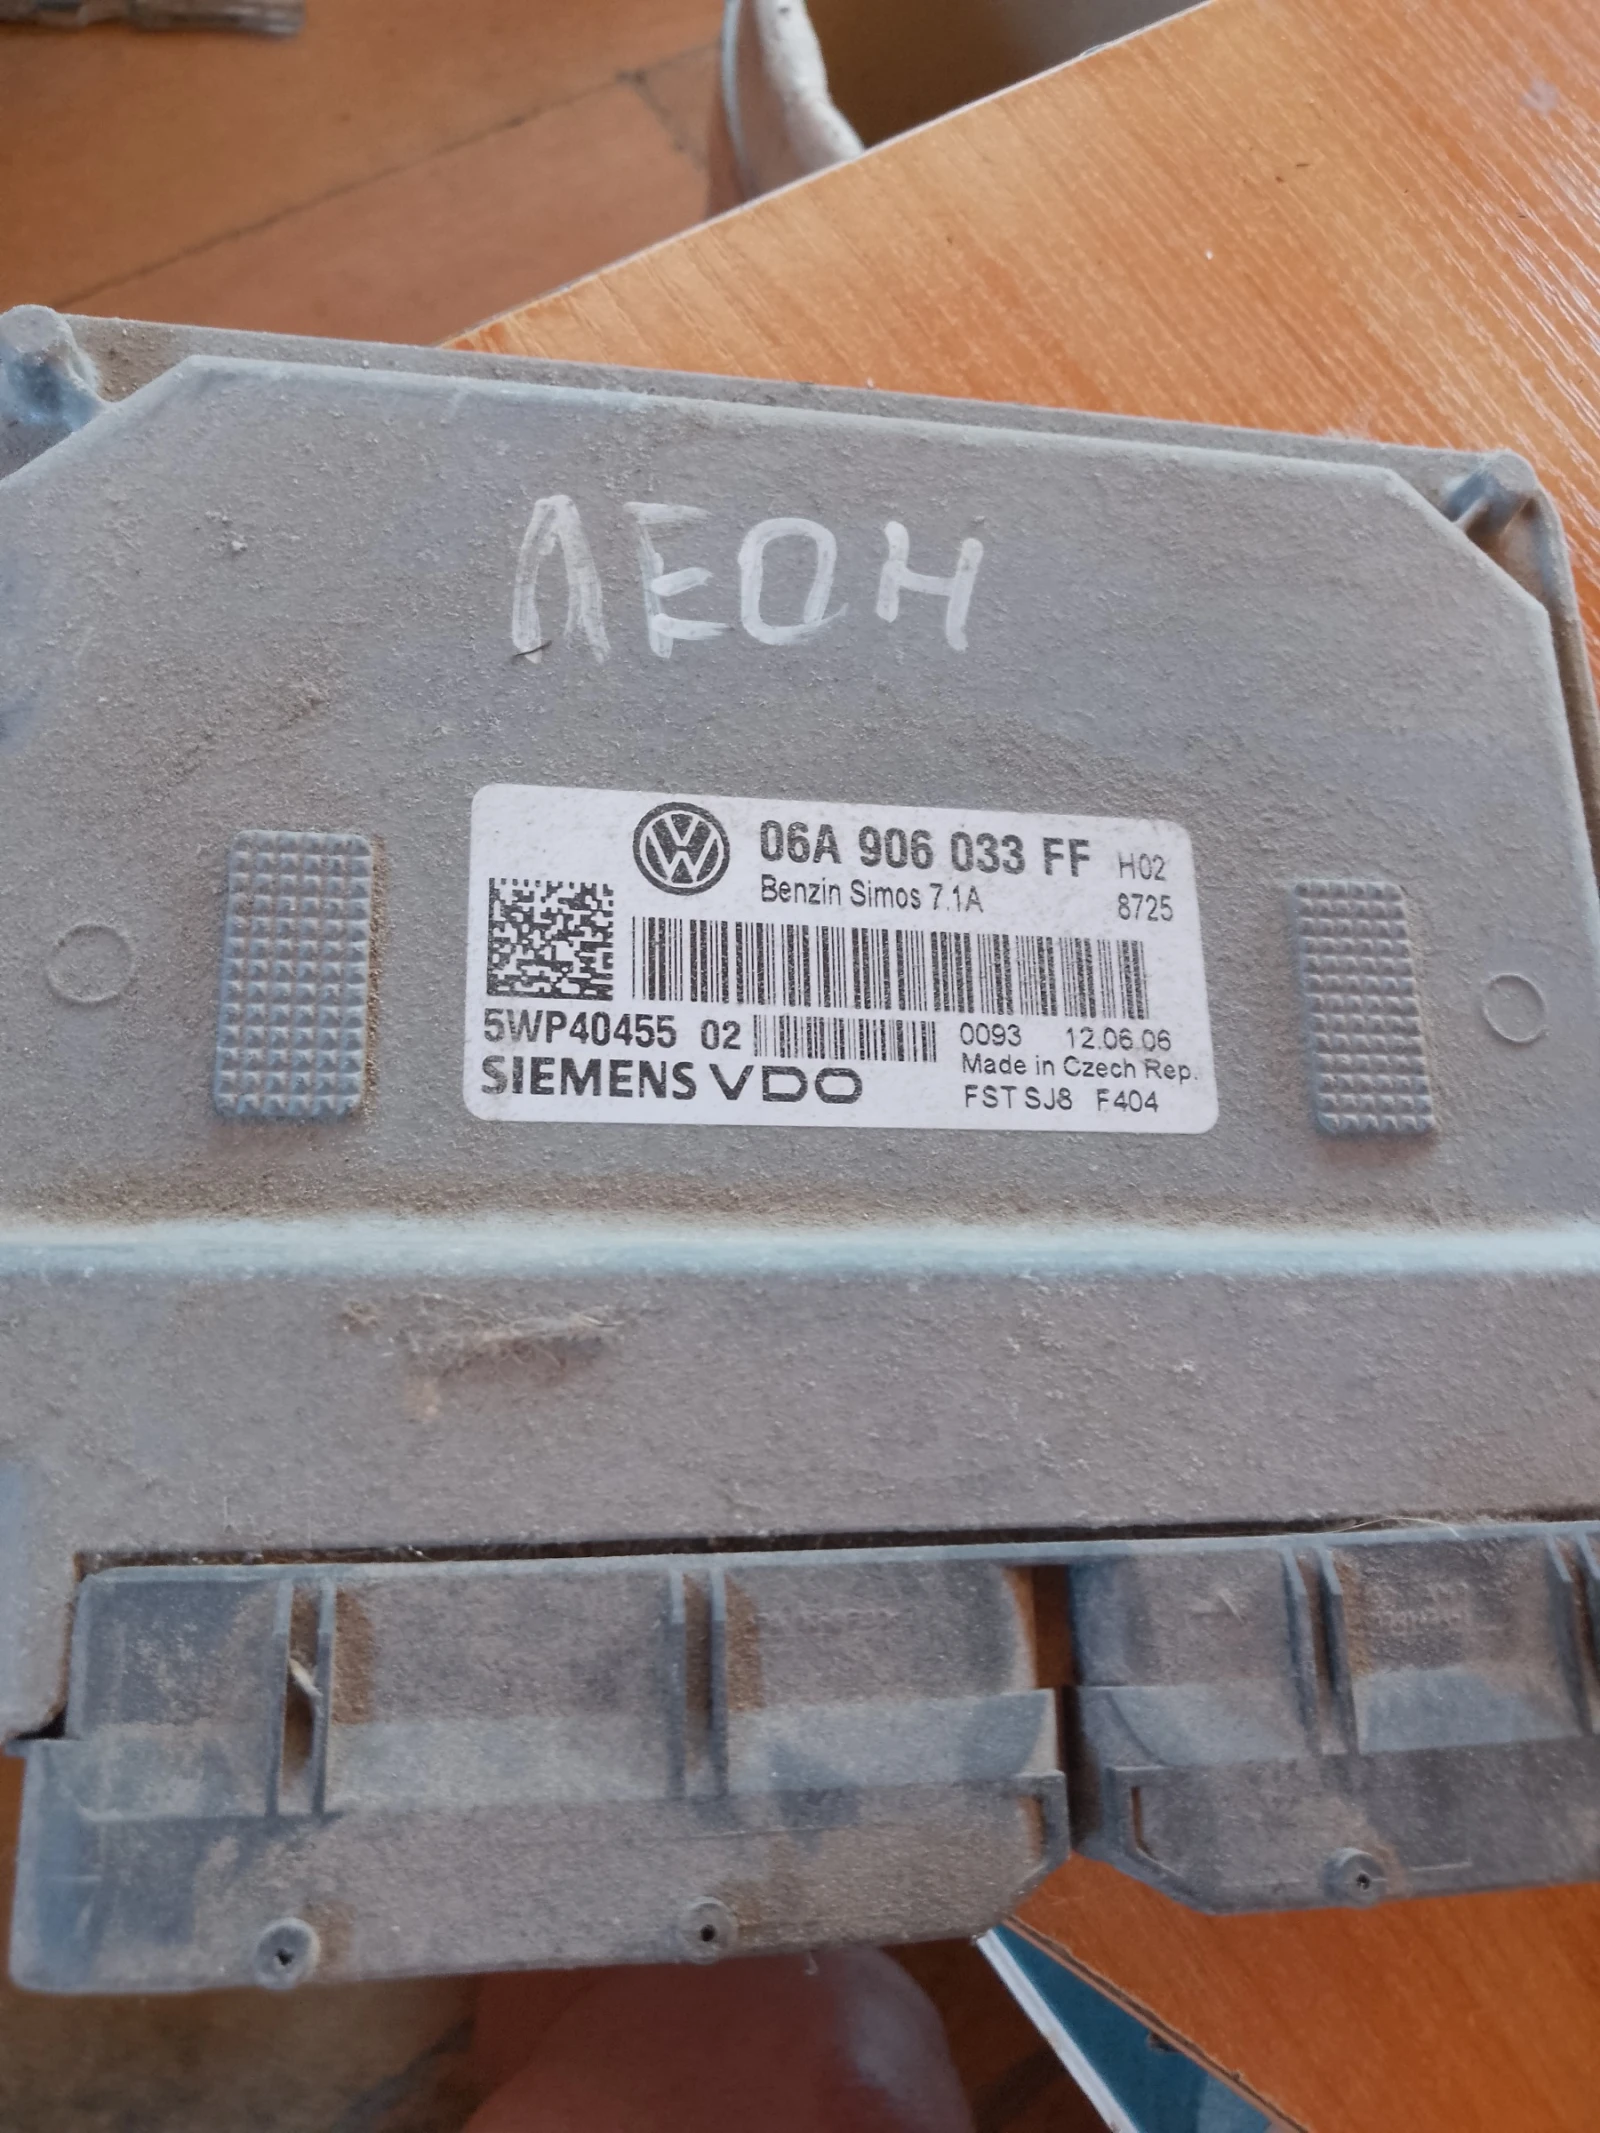 ЛЕОН
06A 906 033 FF H02
Benzin Simos 7.1A 8725
5WP40455 02 0093 12.06.06
Made in Czech Rep.
SIEMENS VDO FST SJ8 F404